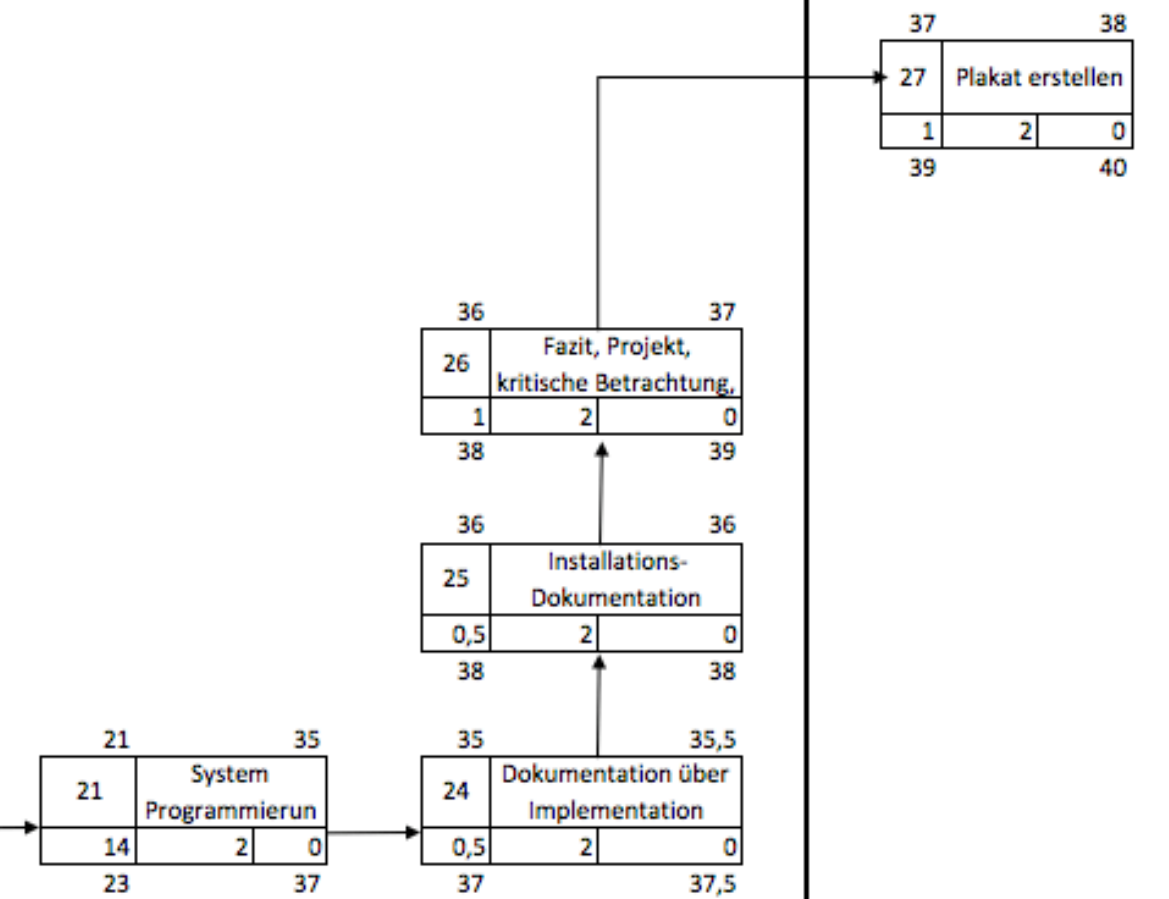 37 38
27 Plakat erstellen
1 2 0
39 40
36 37
26 Fazit, Projekt,
kritische Betrachtung,
1 2 0
38 39
36 36
25 Installations-
Dokumentation
0,5 2 0
38 38
21 35
21 System
Programmierun
14 2 0
23 37
35 35,5
24 Dokumentation über
Implementation
0,5 2 0
37 37,5